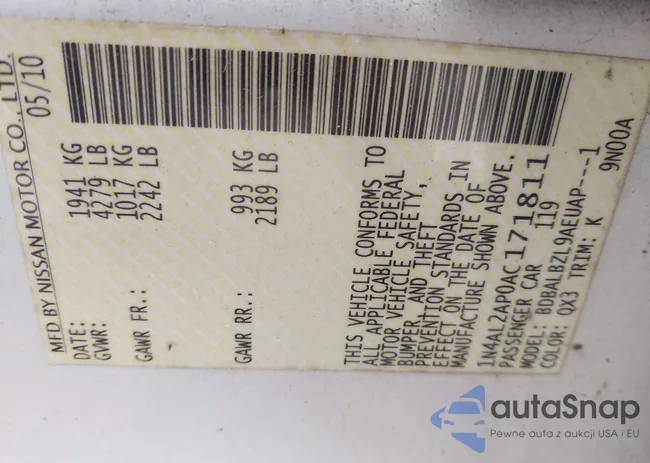 MFD BY NISSAN MOTOR CO., LTD.
05/10
DATE:
GVWR: 1941 KG
4279 LB
GAWR FR.: 1017 KG
2242 LB
GAWR RR.: 993 KG
2189 LB
THIS VEHICLE CONFORMS TO
ALL APPLICABLE FEDERAL
MOTOR VEHICLE SAFETY,
BUMPER, AND THEFT
PREVENTION STANDARDS IN
EFFECT ON THE DATE OF
MANUFACTURE SHOWN ABOVE.
1N4AL2AP0AC171811
PASSENGER CAR 119
MODEL: BDBALBZL9AEUAP---1
COLOR: QX3 TRIM: K 9N00A
autaSnap
Pewne auta z aukcji USA i EU